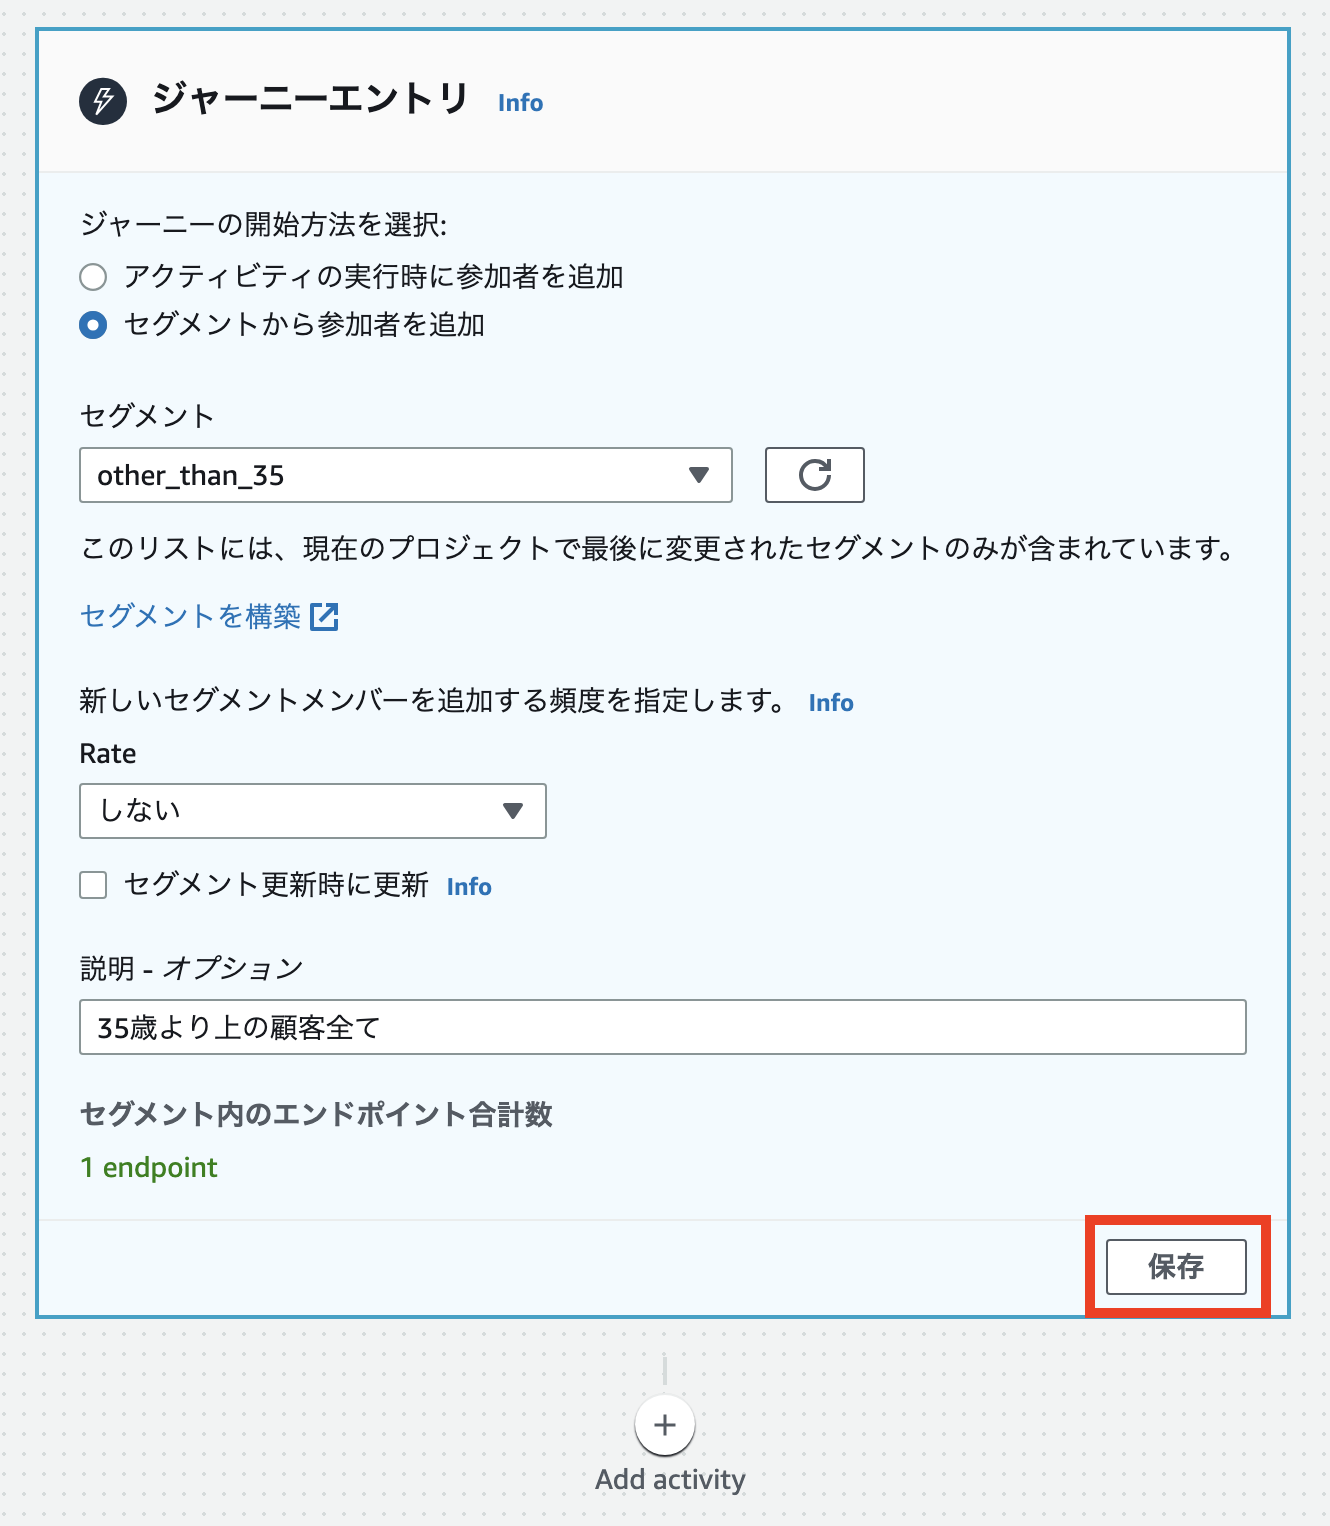 ジャーニーエントリ Info
ジャーニーの開始方法を選択:
アクティビティの実行時に参加者を追加
セグメントから参加者を追加
セグメント
other_than_35
このリストには、現在のプロジェクトで最後に変更されたセグメントのみが含まれています。
セグメントを構築
新しいセグメントメンバーを追加する頻度を指定します。 Info
Rate
しない
セグメント更新時に更新 Info
説明 - オプション
35歳より上の顧客全て
セグメント内のエンドポイント合計数
1 endpoint
保存
Add activity